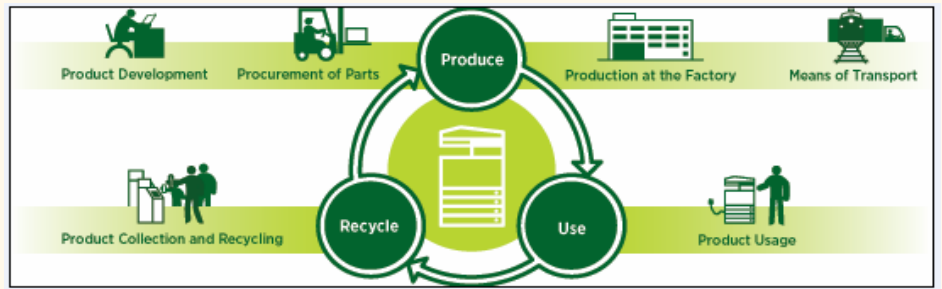 Produce
Product Development
Procurement of Parts
Production at the Factory
Means of Transport
Recycle
Use
Product Collection and Recycling
Product Usage